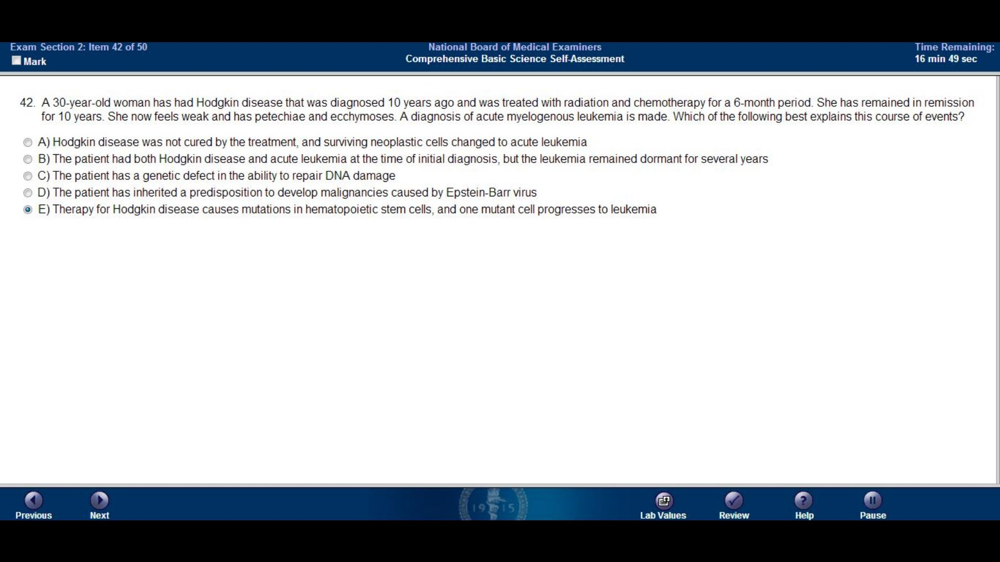 Exam Section 2: Item 42 of 50
National Board of Medical Examiners
Time Remaining:
Mark
Comprehensive Basic Science Self-Assessment
16 min 49 sec
42. A 30-year-old woman has had Hodgkin disease that was diagnosed 10 years ago and was treated with radiation and chemotherapy for a 6-month period. She has remained in remission
for 10 years. She now feels weak and has petechiae and ecchymoses. A diagnosis of acute myelogenous leukemia is made. Which of the following best explains this course of events?
A) Hodgkin disease was not cured by the treatment, and surviving neoplastic cells changed to acute leukemia
B) The patient had both Hodgkin disease and acute leukemia at the time of initial diagnosis, but the leukemia remained dormant for several years
C) The patient has a genetic defect in the ability to repair DNA damage
D) The patient has inherited a predisposition to develop malignancies caused by Epstein-Barr virus
E) Therapy for Hodgkin disease causes mutations in hematopoietic stem cells, and one mutant cell progresses to leukemia
1915
Previous
Next
Lab Values
Review
Help
Pause